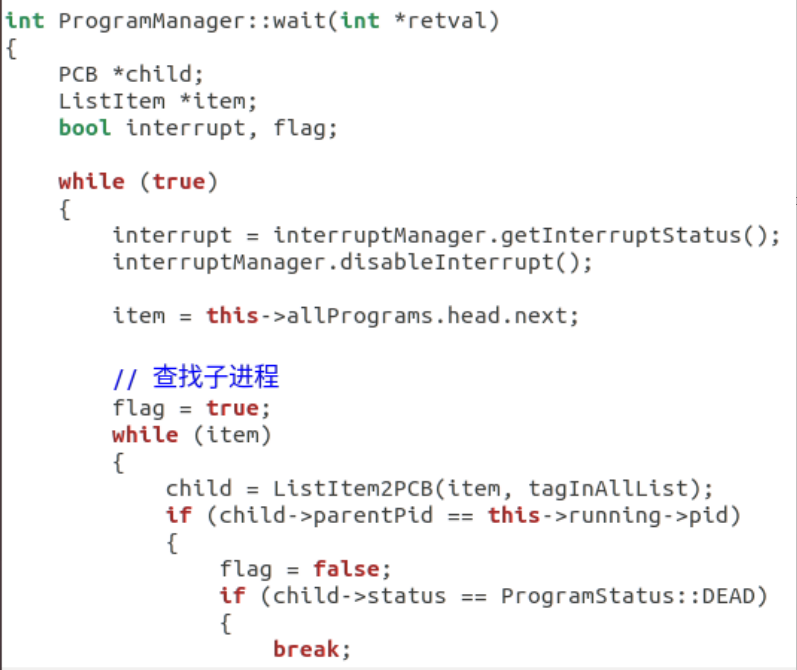 int ProgramManager::wait(int *retval)
{
    PCB *child;
    ListItem *item;
    bool interrupt, flag;

    while (true)
    {
        interrupt = interruptManager.getInterruptStatus();
        interruptManager.disableInterrupt();

        item = this->allPrograms.head.next;

        // 查找子进程
        flag = true;
        while (item)
        {
            child = ListItem2PCB(item, tagInAllList);
            if (child->parentPid == this->running->pid)
            {
                flag = false;
                if (child->status == ProgramStatus::DEAD)
                {
                    break;